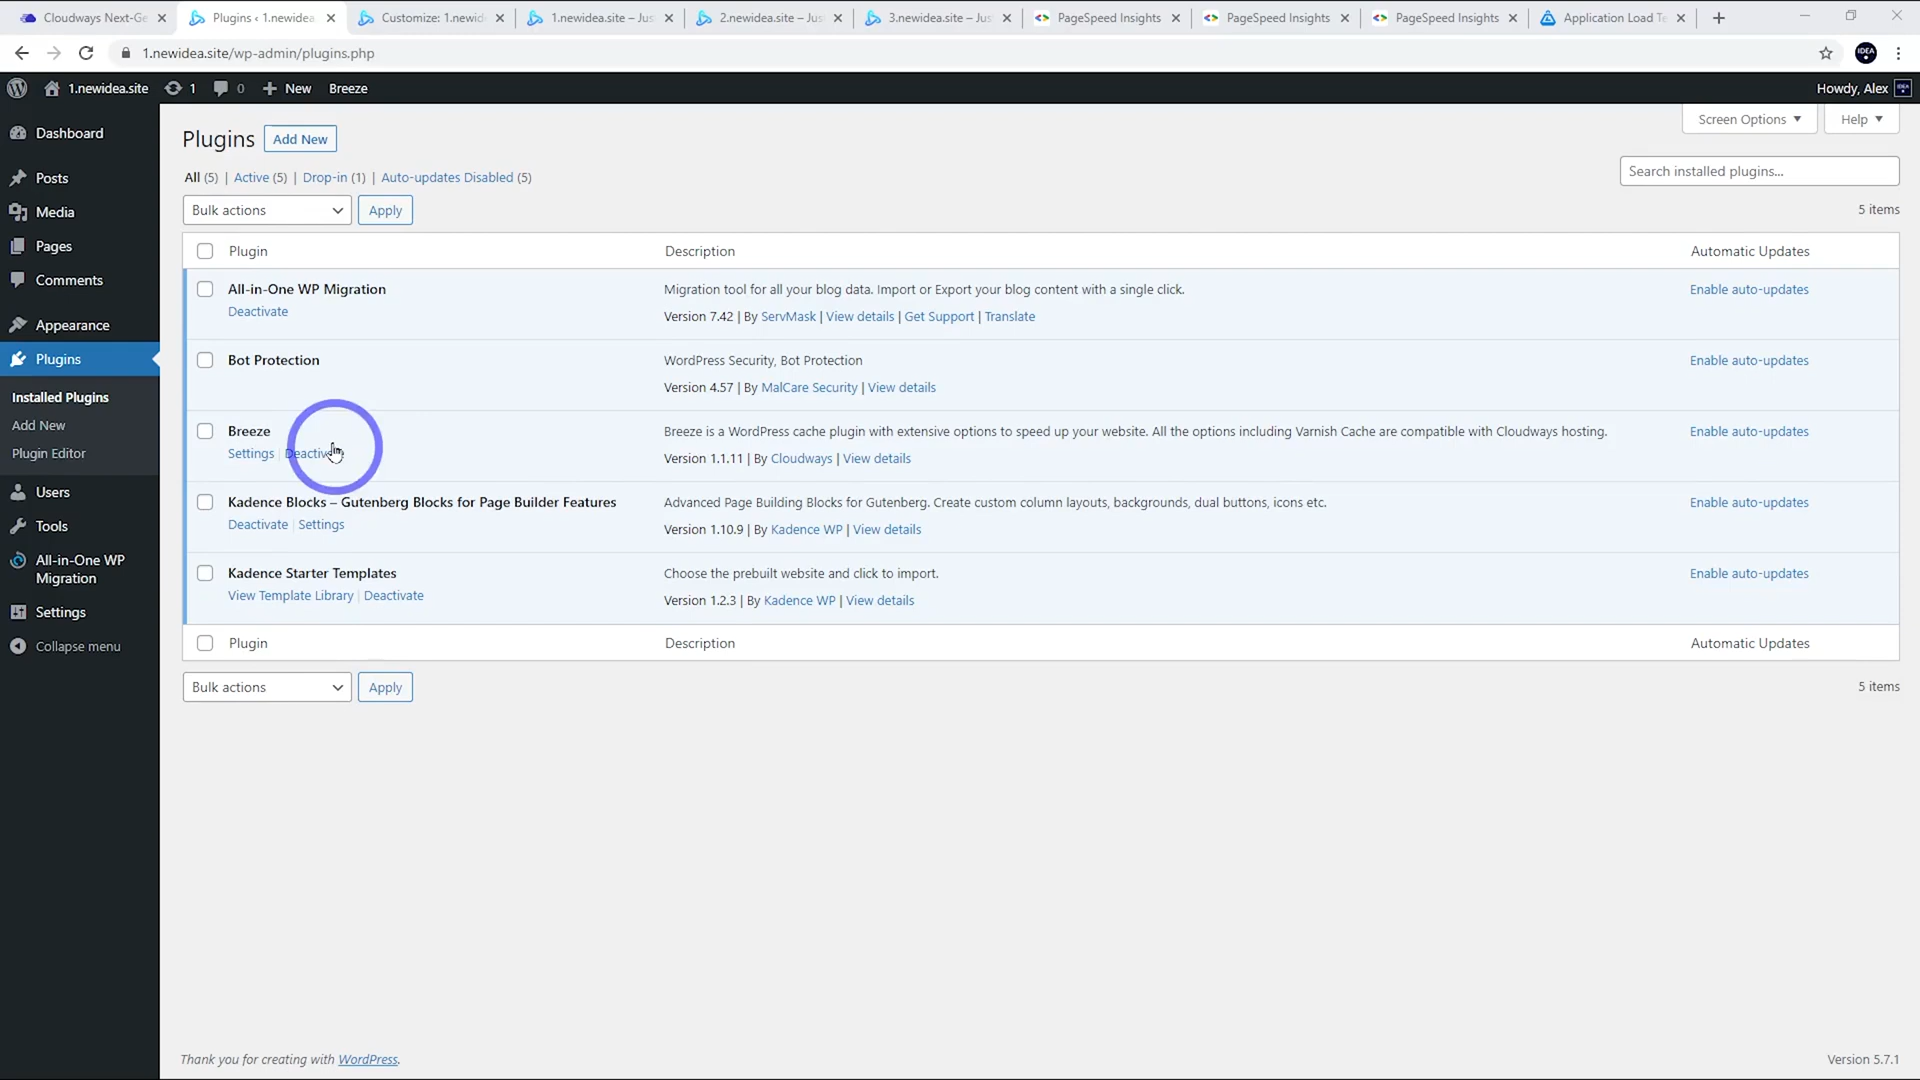 Cloudways Next-Ge
Plugins ‹ 1.newidea
Customize: 1.newid
1.newidea.site – Jus
2.newidea.site – Jus
3.newidea.site – Jus
PageSpeed Insights
PageSpeed Insights
PageSpeed Insights
Application Load Te
1.newidea.site/wp-admin/plugins.php
IDEA
1.newidea.site
1
0
New
Breeze
Howdy, Alex
Dashboard
Posts
Media
Pages
Comments
Appearance
Plugins
Installed Plugins
Add New
Plugin Editor
Users
Tools
All-in-One WP
Migration
Settings
Collapse menu
Screen Options
Help
Plugins
Add New
All (5) | Active (5) | Drop-in (1) | Auto-updates Disabled (5)
Search installed plugins...
Bulk actions
Apply
5 items
Plugin
Description
Automatic Updates
All-in-One WP Migration
Deactivate
Migration tool for all your blog data. Import or Export your blog content with a single click.
Version 7.42 | By ServMask | View details | Get Support | Translate
Enable auto-updates
Bot Protection
WordPress Security, Bot Protection
Version 4.57 | By MalCare Security | View details
Enable auto-updates
Breeze
Settings | Deactivate
Breeze is a WordPress cache plugin with extensive options to speed up your website. All the options including Varnish Cache are compatible with Cloudways hosting.
Version 1.1.11 | By Cloudways | View details
Enable auto-updates
Kadence Blocks – Gutenberg Blocks for Page Builder Features
Deactivate | Settings
Advanced Page Building Blocks for Gutenberg. Create custom column layouts, backgrounds, dual buttons, icons etc.
Version 1.10.9 | By Kadence WP | View details
Enable auto-updates
Kadence Starter Templates
View Template Library | Deactivate
Choose the prebuilt website and click to import.
Version 1.2.3 | By Kadence WP | View details
Enable auto-updates
Plugin
Description
Automatic Updates
Bulk actions
Apply
5 items
Thank you for creating with WordPress.
Version 5.7.1